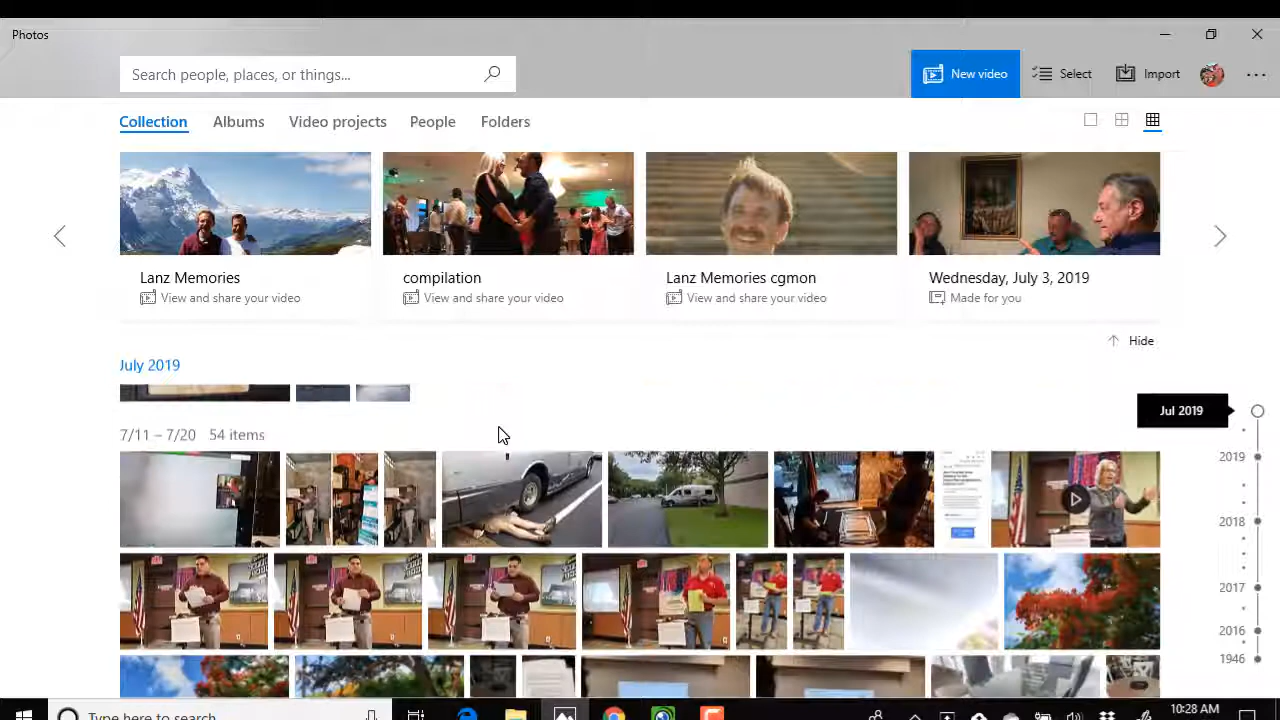 Photos
Search people, places, or things...
New video
Select
Import
Collection
Albums
Video projects
People
Folders
Lanz Memories
View and share your video
compilation
View and share your video
Lanz Memories cgmon
View and share your video
Wednesday, July 3, 2019
Made for you
Hide
July 2019
Jul 2019
7/11 – 7/20 54 items
2019
2018
2017
2016
1946
Type here to search
10:28 AM